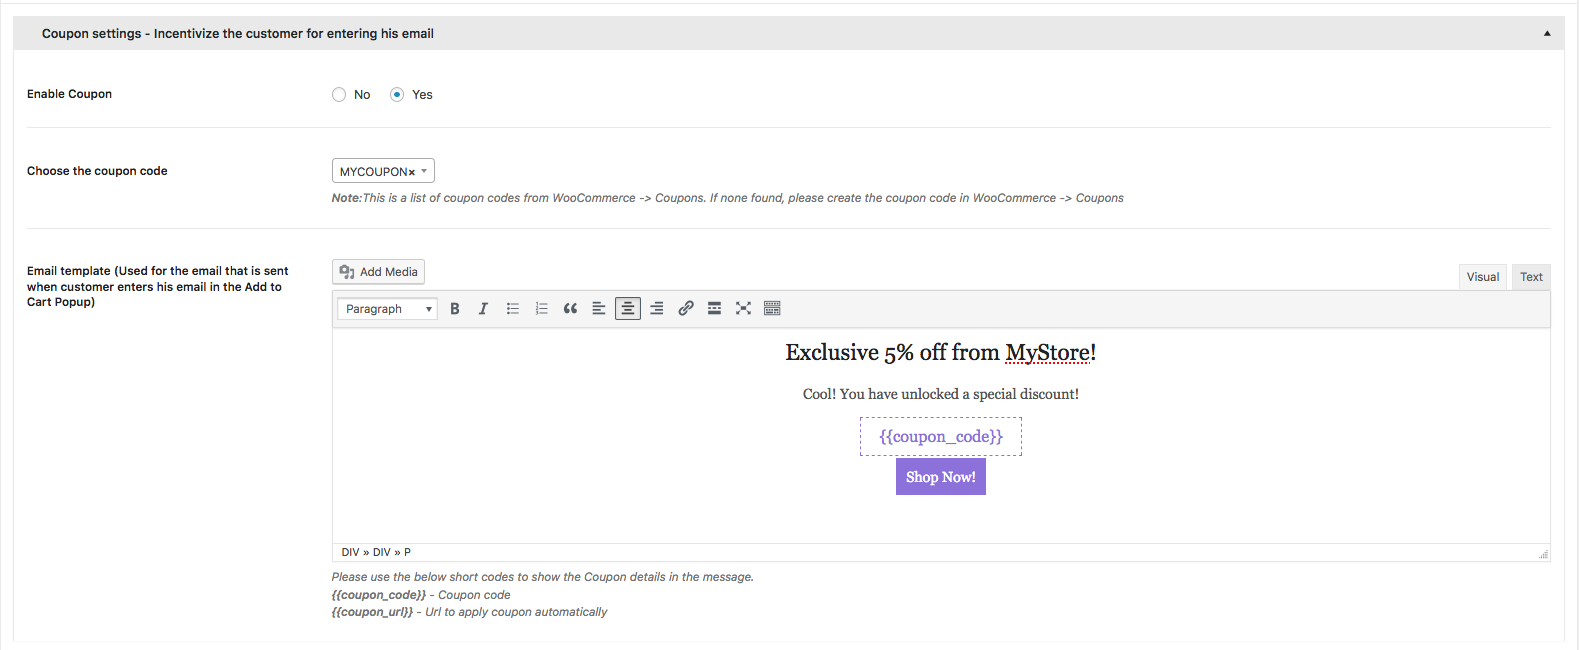 Coupon settings - Incentivize the customer for entering his email
Enable Coupon
No
Yes
Choose the coupon code
MYCOUPON×
Note:This is a list of coupon codes from WooCommerce -> Coupons. If none found, please create the coupon code in WooCommerce -> Coupons
Email template (Used for the email that is sent
when customer enters his email in the Add to
Cart Popup)
Add Media
Visual
Text
Paragraph
B
I
Exclusive 5% off from MyStore!
Cool! You have unlocked a special discount!
{{coupon_code}}
Shop Now!
DIV » DIV » P
Please use the below short codes to show the Coupon details in the message.
{{coupon_code}} - Coupon code
{{coupon_url}} - Url to apply coupon automatically